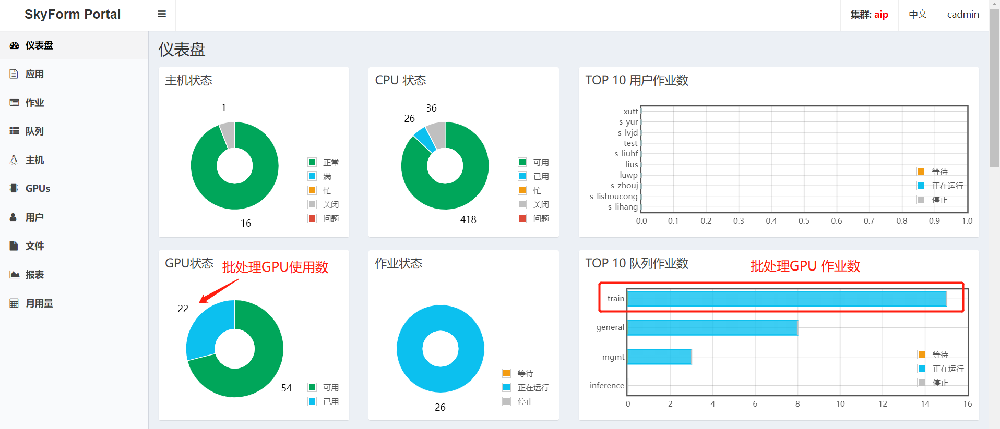 SkyForm Portal
集群: aip
中文
cadmin
仪表盘
应用
作业
队列
主机
GPUs
用户
文件
报表
月用量
仪表盘
主机状态
1
16
正常
满
忙
关闭
问题
CPU 状态
26
36
418
可用
已用
忙
关闭
问题
TOP 10 用户作业数
xutt
s-yur
s-lvjd
test
s-liuhf
lius
luwp
s-zhouj
s-lishoucong
s-lihang
0.0 0.1 0.2 0.3 0.4 0.5 0.6 0.7 0.8 0.9 1.0
等待
正在运行
停止
GPU状态
批处理GPU使用数
22
54
可用
已用
作业状态
26
等待
正在运行
停止
TOP 10 队列作业数
批处理GPU 作业数
train
general
mgmt
inference
0 2 4 6 8 10 12 14 16
等待
正在运行
停止